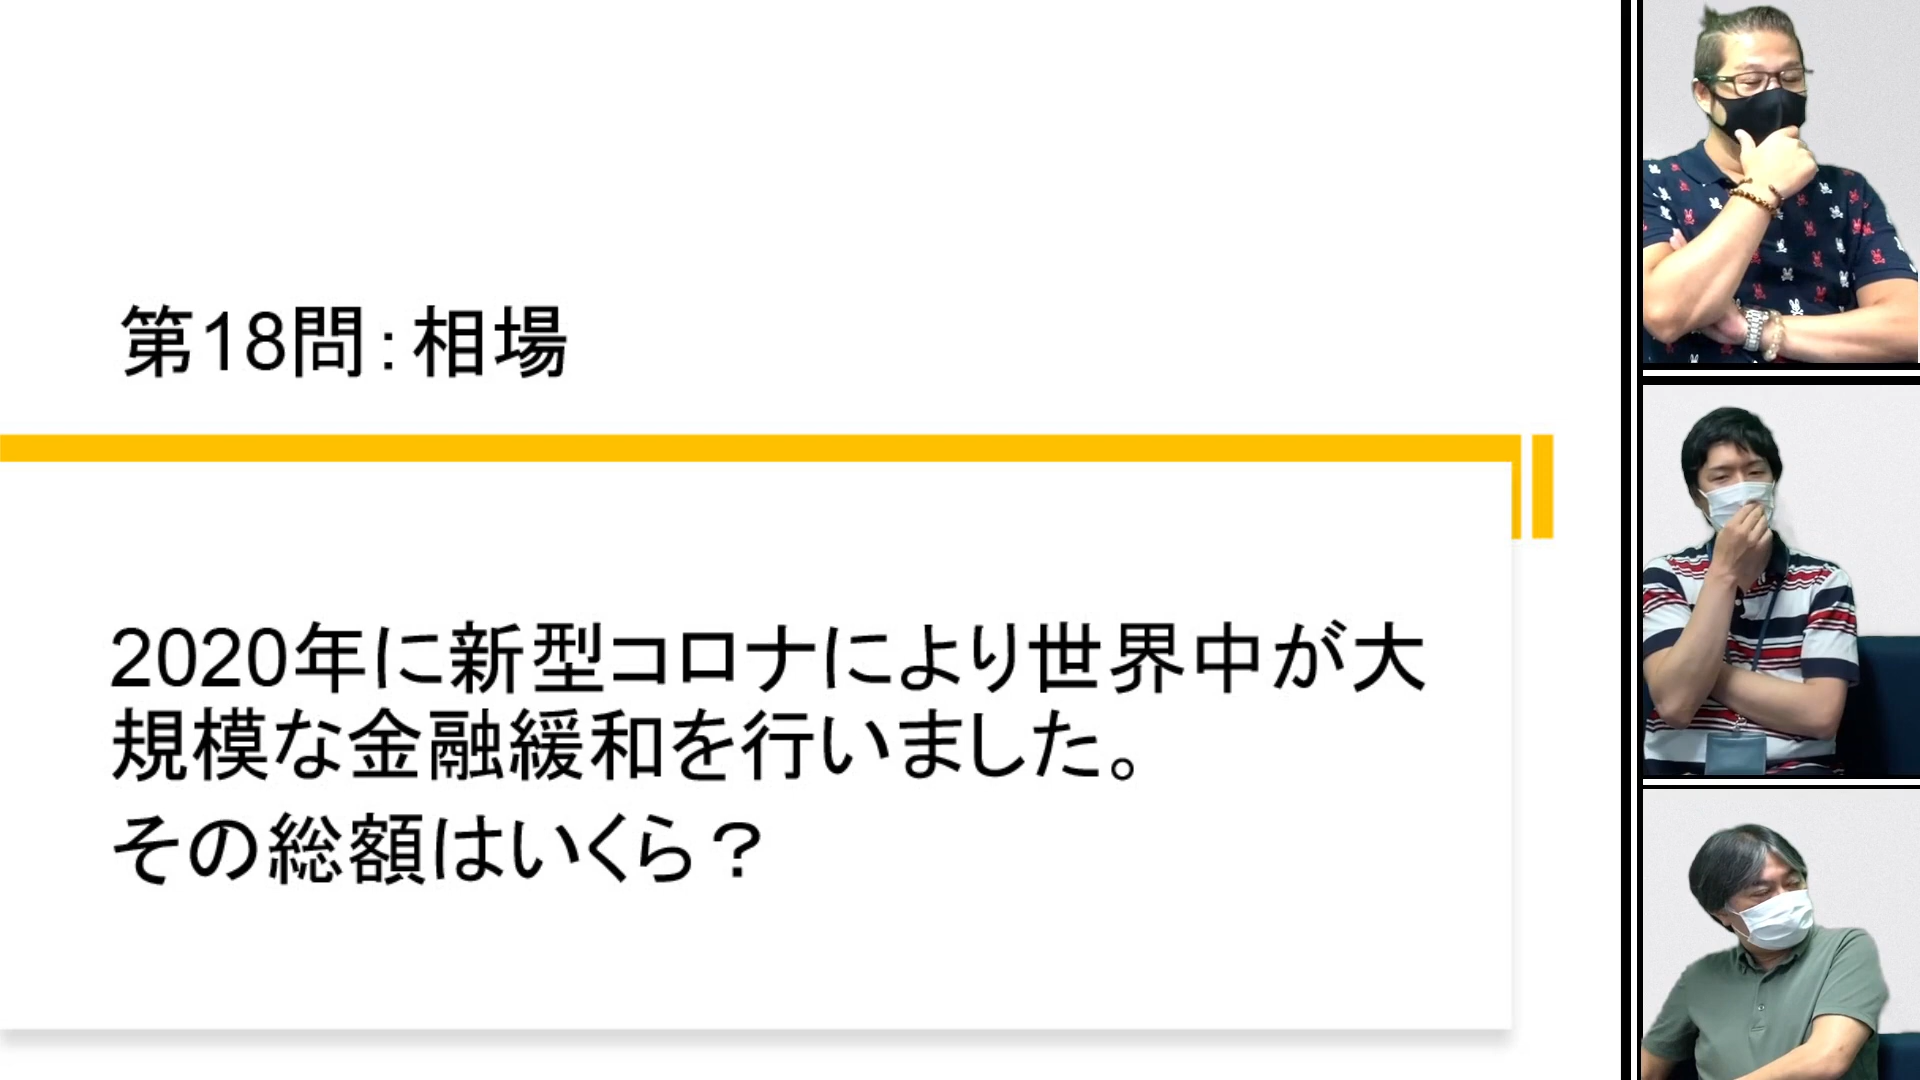 第18問：相場
2020年に新型コロナにより世界中が大
規模な金融緩和を行いました。
その総額はいくら？